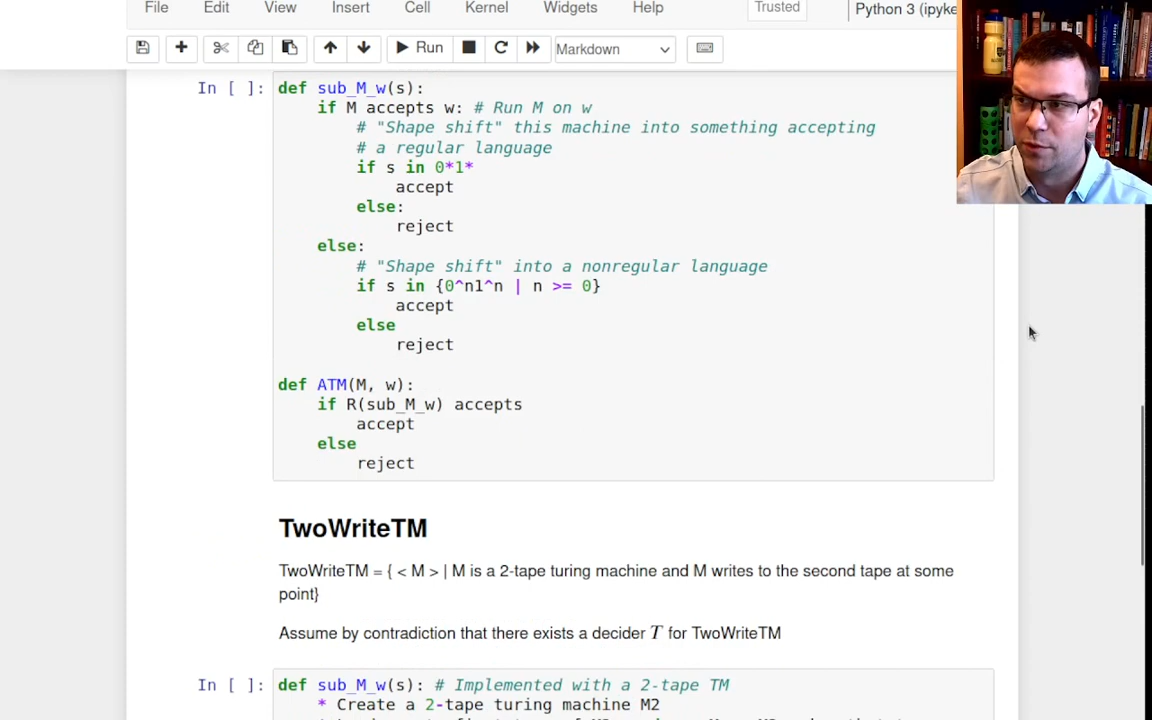 File Edit View Insert Cell Kernel Widgets Help Trusted Python 3 (ipyke
Run Markdown
In [ ]: def sub_M_w(s):
if M accepts w: # Run M on w
# "Shape shift" this machine into something accepting
# a regular language
if s in 0*1*
accept
else:
reject
else:
# "Shape shift" into a nonregular language
if s in {0^n1^n | n >= 0}
accept
else
reject
def ATM(M, w):
if R(sub_M_w) accepts
accept
else
reject
TwoWriteTM
TwoWriteTM = { < M > | M is a 2-tape turing machine and M writes to the second tape at some
point}
Assume by contradiction that there exists a decider T for TwoWriteTM
In [ ]: def sub_M_w(s): # Implemented with a 2-tape TM
* Create a 2-tape turing machine M2